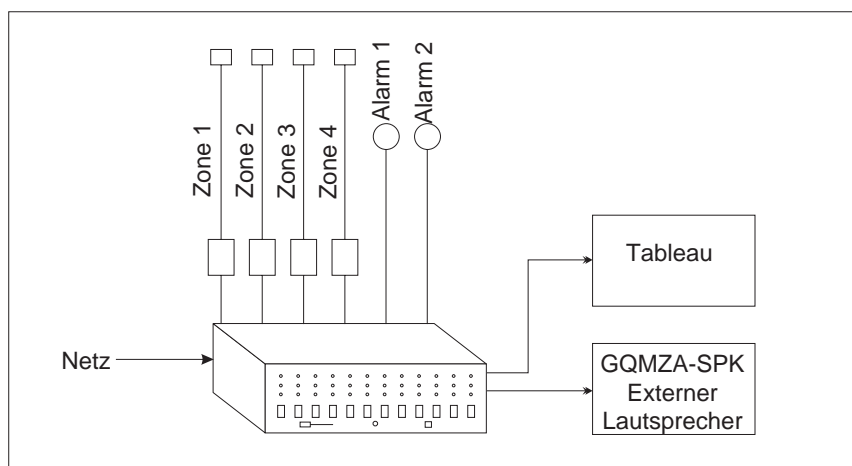 Zone 1
Zone 2
Zone 3
Zone 4
Alarm 1
Alarm 2
Tableau
Netz
GQMZA-SPK
Externer
Lautsprecher